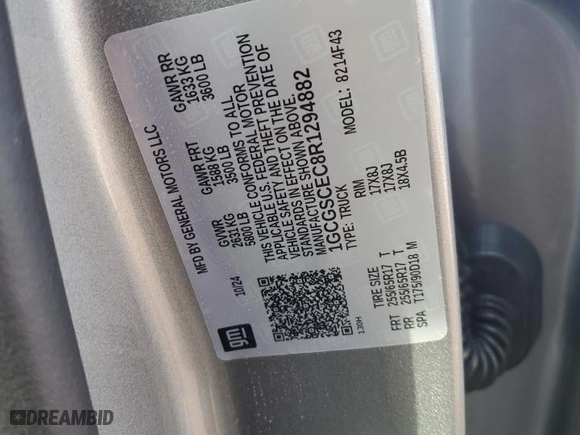 MFD BY GENERAL MOTORS LLC
10/24
GVWR
2631 KG
5800 LB
GAWR FRT
1588 KG
3500 LB
GAWR RR
1633 KG
3600 LB
THIS VEHICLE CONFORMS TO ALL
APPLICABLE U.S. FEDERAL MOTOR
VEHICLE SAFETY AND THEFT PREVENTION
STANDARDS IN EFFECT ON THE DATE OF
MANUFACTURE SHOWN ABOVE.
1GCGSCEC8R1294882
TYPE: TRUCK
MODEL: 8214F43
gm
130H
TIRE SIZE
RIM
FRT 255/65R17 T 17X8J
RR 255/65R17 T 17X8J
SPA T175/90D18 M 18X4.5B
gm
DREAMBID